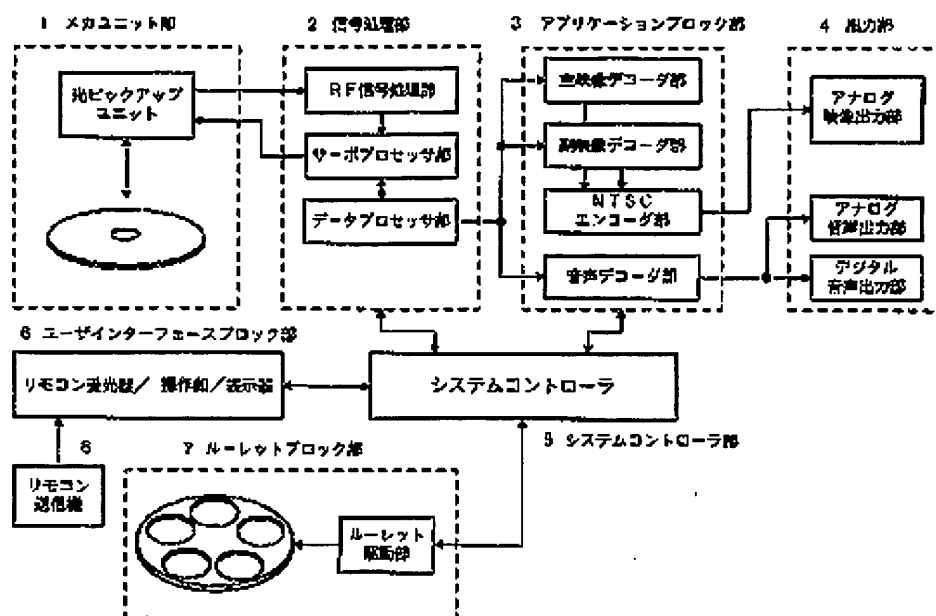 1 メカユニット部
2 信号処理部
3 アプリケーションブロック部
4 出力部
光ピックアップ
ユニット
RF信号処理部
サーボプロセッサ部
データプロセッサ部
主映像デコーダ部
副映像デコーダ部
NTSC
エンコーダ部
音声デコーダ部
アナログ
映像出力部
アナログ
音声出力部
デジタル
音声出力部
6 ユーザインターフェースブロック部
リモコン受光部/ 操作部/表示器
システムコントローラ
5 システムコントローラ部
8
リモコン
送信機
7 ルーレットブロック部
ルーレット
駆動部